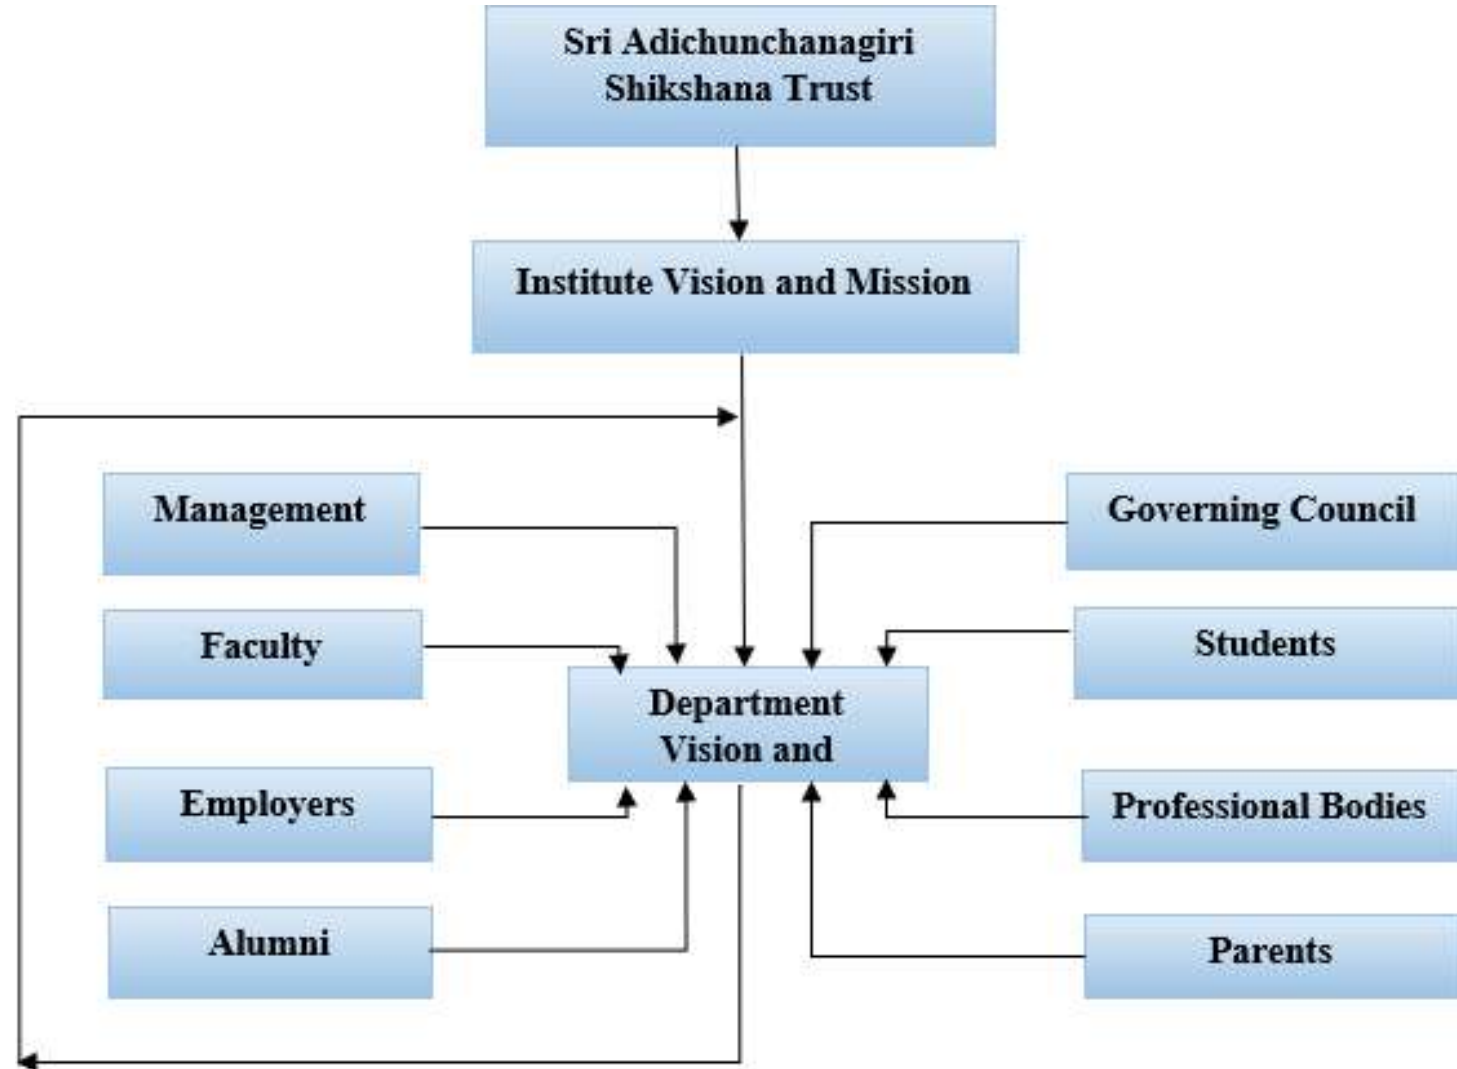 Sri Adichunchanagiri
Shikshana Trust
Institute Vision and Mission
Management
Governing Council
Faculty
Students
Department
Vision and
Employers
Professional Bodies
Alumni
Parents